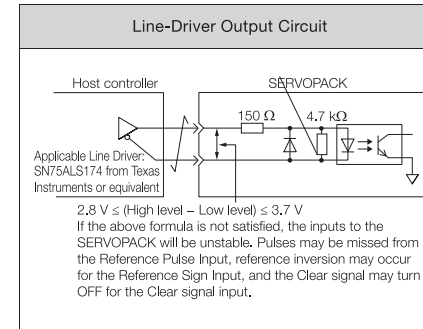 Line-Driver Output Circuit
Host controller
SERVOPACK
150 Ω
4.7 kΩ
Applicable Line Driver:
SN75ALS174 from Texas
Instruments or equivalent
2.8 V ≤ (High level − Low level) ≤ 3.7 V
If the above formula is not satisfied, the inputs to the
SERVOPACK will be unstable. Pulses may be missed from
the Reference Pulse Input, reference inversion may occur
for the Reference Sign Input, and the Clear signal may turn
OFF for the Clear signal input.